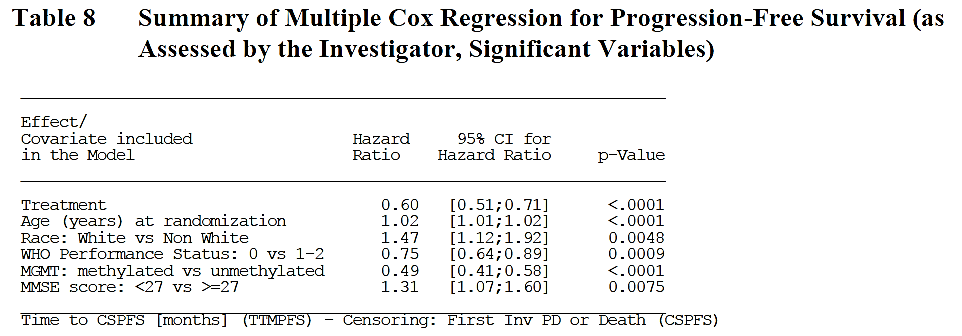 Table 8 Summary of Multiple Cox Regression for Progression-Free Survival (as
Assessed by the Investigator, Significant Variables)
Effect/
Covariate included Hazard 95% CI for
in the Model Ratio Hazard Ratio p-Value
Treatment 0.60 [0.51;0.71] <.0001
Age (years) at randomization 1.02 [1.01;1.02] <.0001
Race: White vs Non White 1.47 [1.12;1.92] 0.0048
WHO Performance Status: 0 vs 1-2 0.75 [0.64;0.89] 0.0009
MGMT: methylated vs unmethylated 0.49 [0.41;0.58] <.0001
MMSE score: <27 vs >=27 1.31 [1.07;1.60] 0.0075
Time to CSPFS [months] (TTMPFS) - Censoring: First Inv PD or Death (CSPFS)